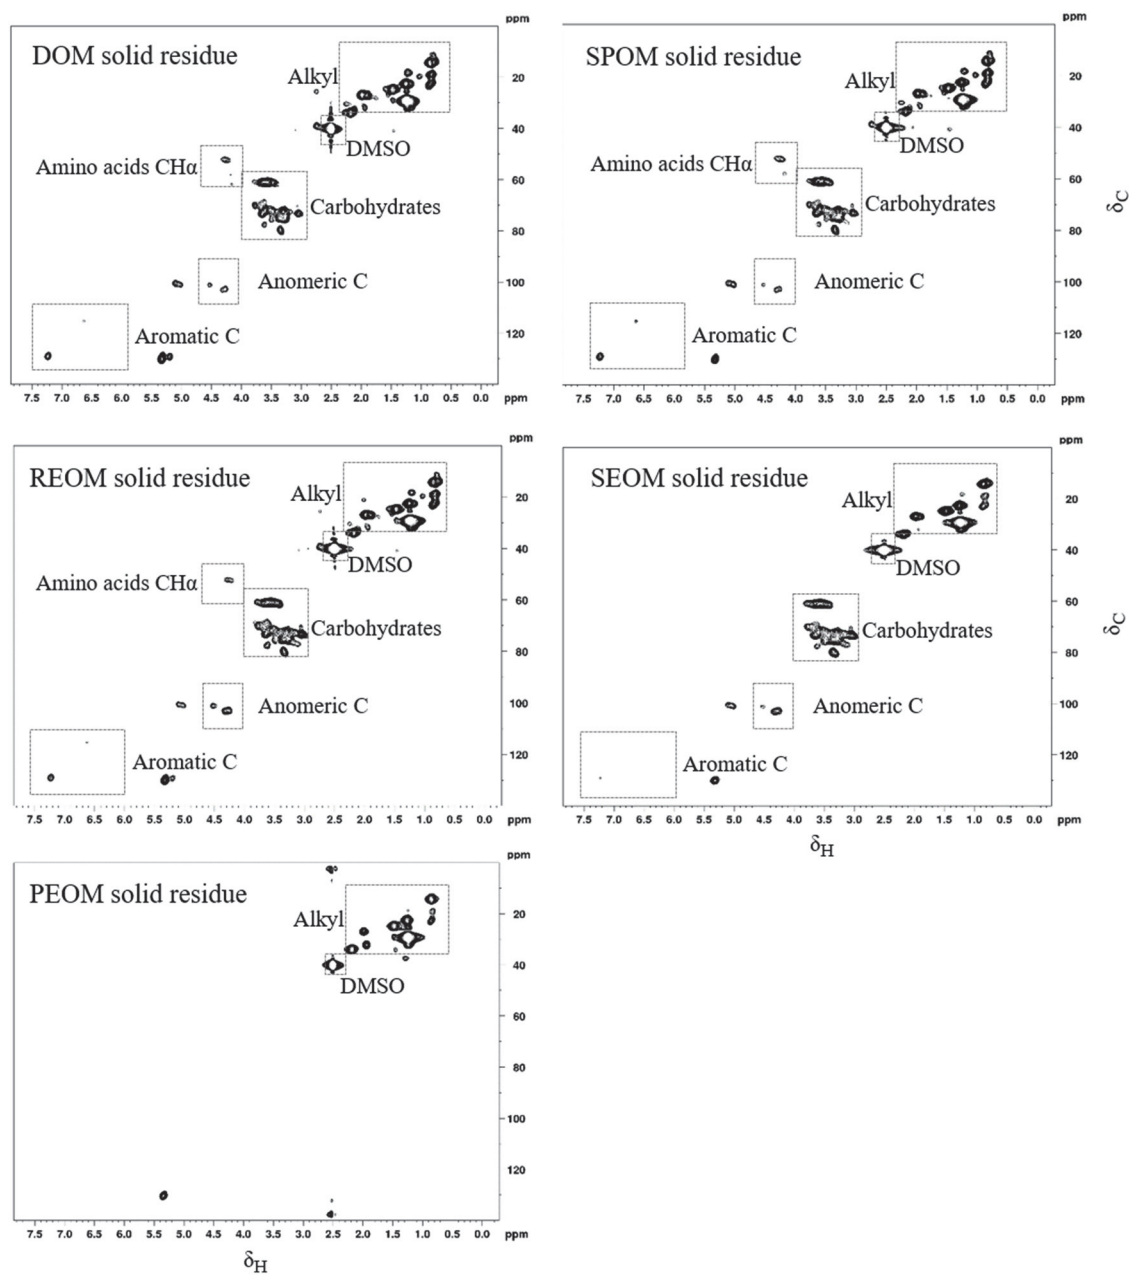 ppm
DOM solid residue
Alkyl
20
40
DMSO
Amino acids CHα
60
Carbohydrates
80
Anomeric C
100
Aromatic C
120
7.5 7.0 6.5 6.0 5.5 5.0 4.5 4.0 3.5 3.0 2.5 2.0 1.5 1.0 0.5 0.0 ppm
ppm
SPOM solid residue
Alkyl
20
40
DMSO
Amino acids CHα
60
Carbohydrates
80
Anomeric C
100
Aromatic C
120
7.5 7.0 6.5 6.0 5.5 5.0 4.5 4.0 3.5 3.0 2.5 2.0 1.5 1.0 0.5 0.0 ppm
δC
ppm
REOM solid residue
Alkyl
20
40
DMSO
Amino acids CHα
60
Carbohydrates
80
Anomeric C
100
Aromatic C
120
7.5 7.0 6.5 6.0 5.5 5.0 4.5 4.0 3.5 3.0 2.5 2.0 1.5 1.0 0.5 0.0 ppm
ppm
SEOM solid residue
Alkyl
20
40
DMSO
60
Carbohydrates
80
Anomeric C
100
Aromatic C
120
7.5 7.0 6.5 6.0 5.5 5.0 4.5 4.0 3.5 3.0 2.5 2.0 1.5 1.0 0.5 0.0 ppm
δC
δH
ppm
PEOM solid residue
Alkyl
20
40
DMSO
60
80
100
120
7.5 7.0 6.5 6.0 5.5 5.0 4.5 4.0 3.5 3.0 2.5 2.0 1.5 1.0 0.5 0.0 ppm
δH